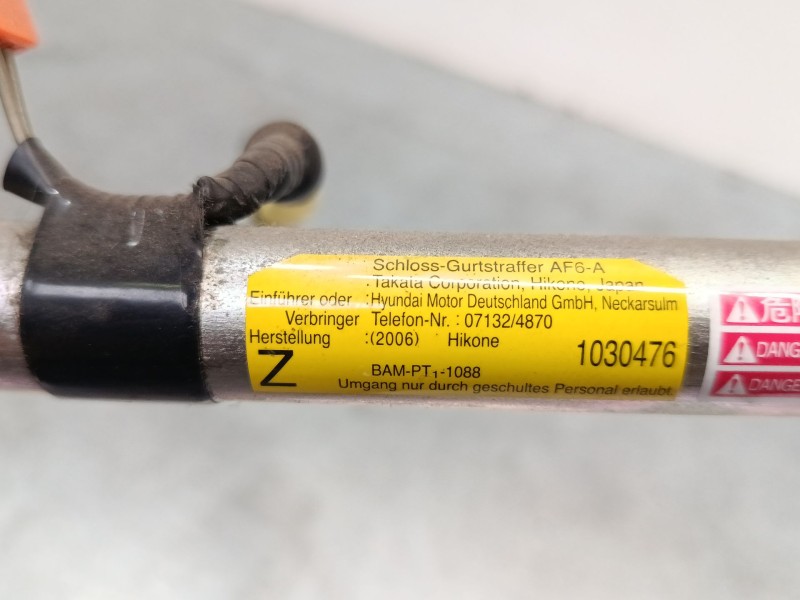 : Schloss-Gurtstraffer AF6-A
: Takata Corporation, Hikone, Japan
Einführer oder : Hyundai Motor Deutschland GmbH, Neckarsulm
Verbringer Telefon-Nr. : 07132/4870
Herstellung :(2006) Hikone
Z BAM-PT₁-1088 1030476
Umgang nur durch geschultes Personal erlaubt.
危
DANG
DANGE